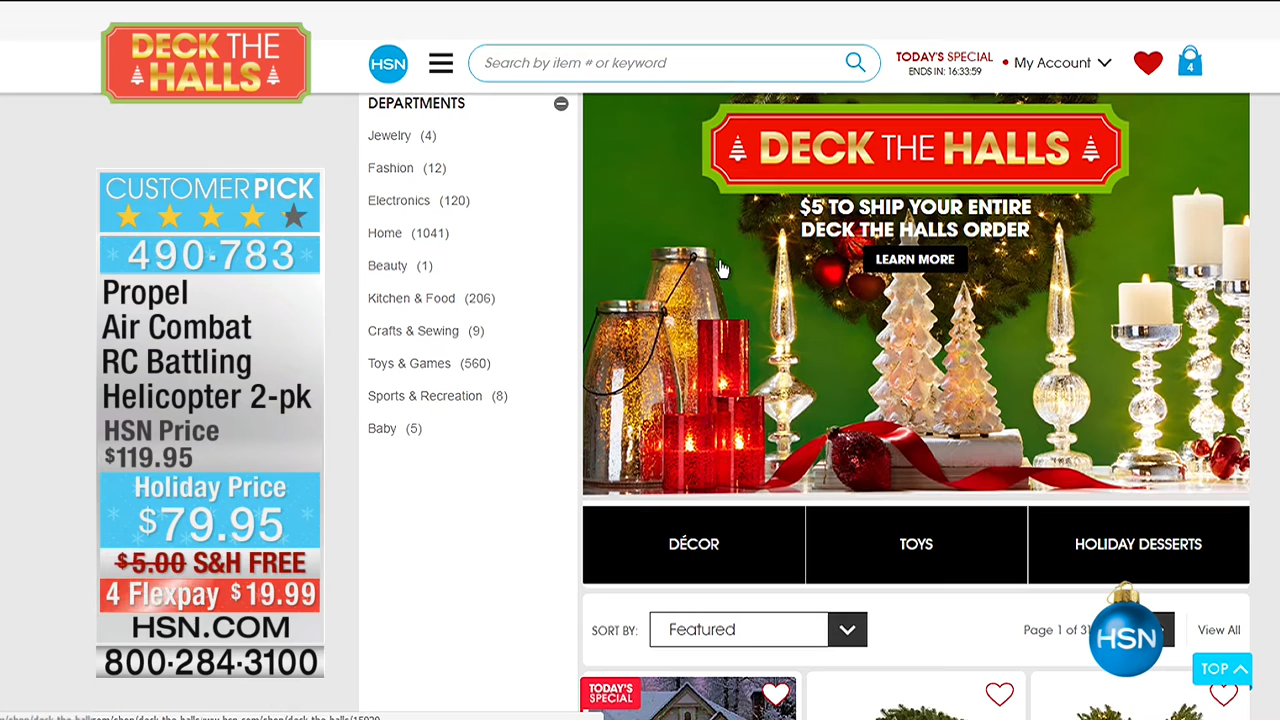 DECK THE
HALLS
HSN
Search by item # or keyword
TODAY'S SPECIAL
ENDS IN: 16:33:59
My Account
4
CUSTOMER PICK
490·783
Propel
Air Combat
RC Battling
Helicopter 2-pk
HSN Price
$119.95
Holiday Price
$79.95
$5.00 S&H FREE
4 Flexpay $19.99
HSN.COM
800·284·3100
DEPARTMENTS
Jewelry (4)
Fashion (12)
Electronics (120)
Home (1041)
Beauty (1)
Kitchen & Food (206)
Crafts & Sewing (9)
Toys & Games (560)
Sports & Recreation (8)
Baby (5)
DECK THE HALLS
$5 TO SHIP YOUR ENTIRE
DECK THE HALLS ORDER
LEARN MORE
DÉCOR
TOYS
HOLIDAY DESSERTS
SORT BY:
Featured
Page 1 of
View All
HSN
TOP
TODAY'S
SPECIAL